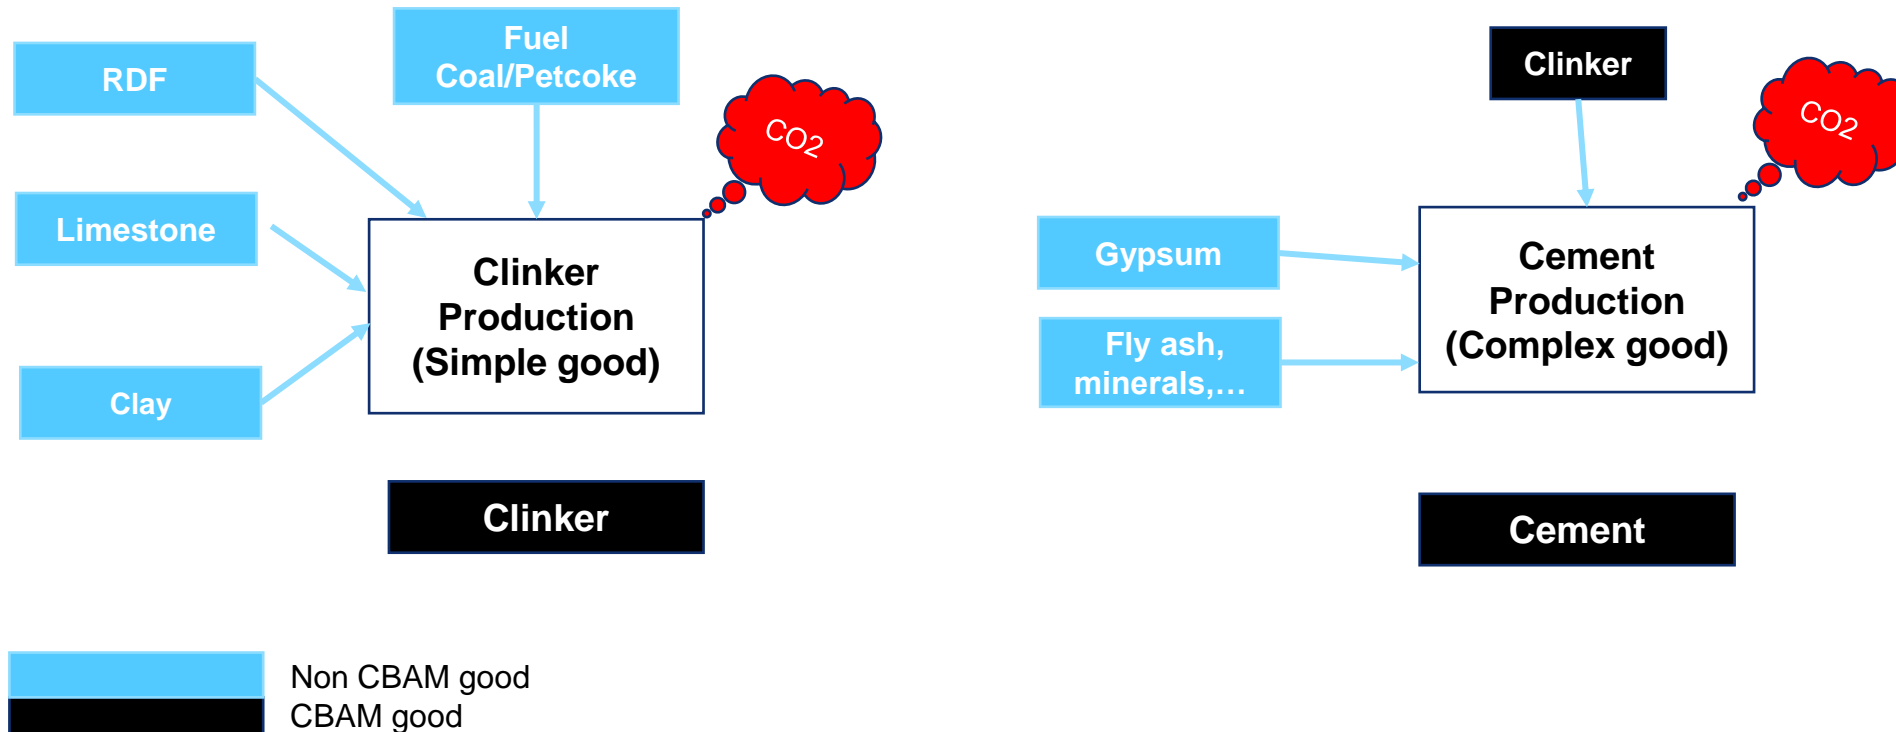 RDF
Fuel
Coal/Petcoke
CO2
Limestone
Clinker
Production
(Simple good)
Clay
Clinker
Clinker
CO2
Gypsum
Cement
Production
(Complex good)
Fly ash,
minerals,…
Cement
Non CBAM good
CBAM good